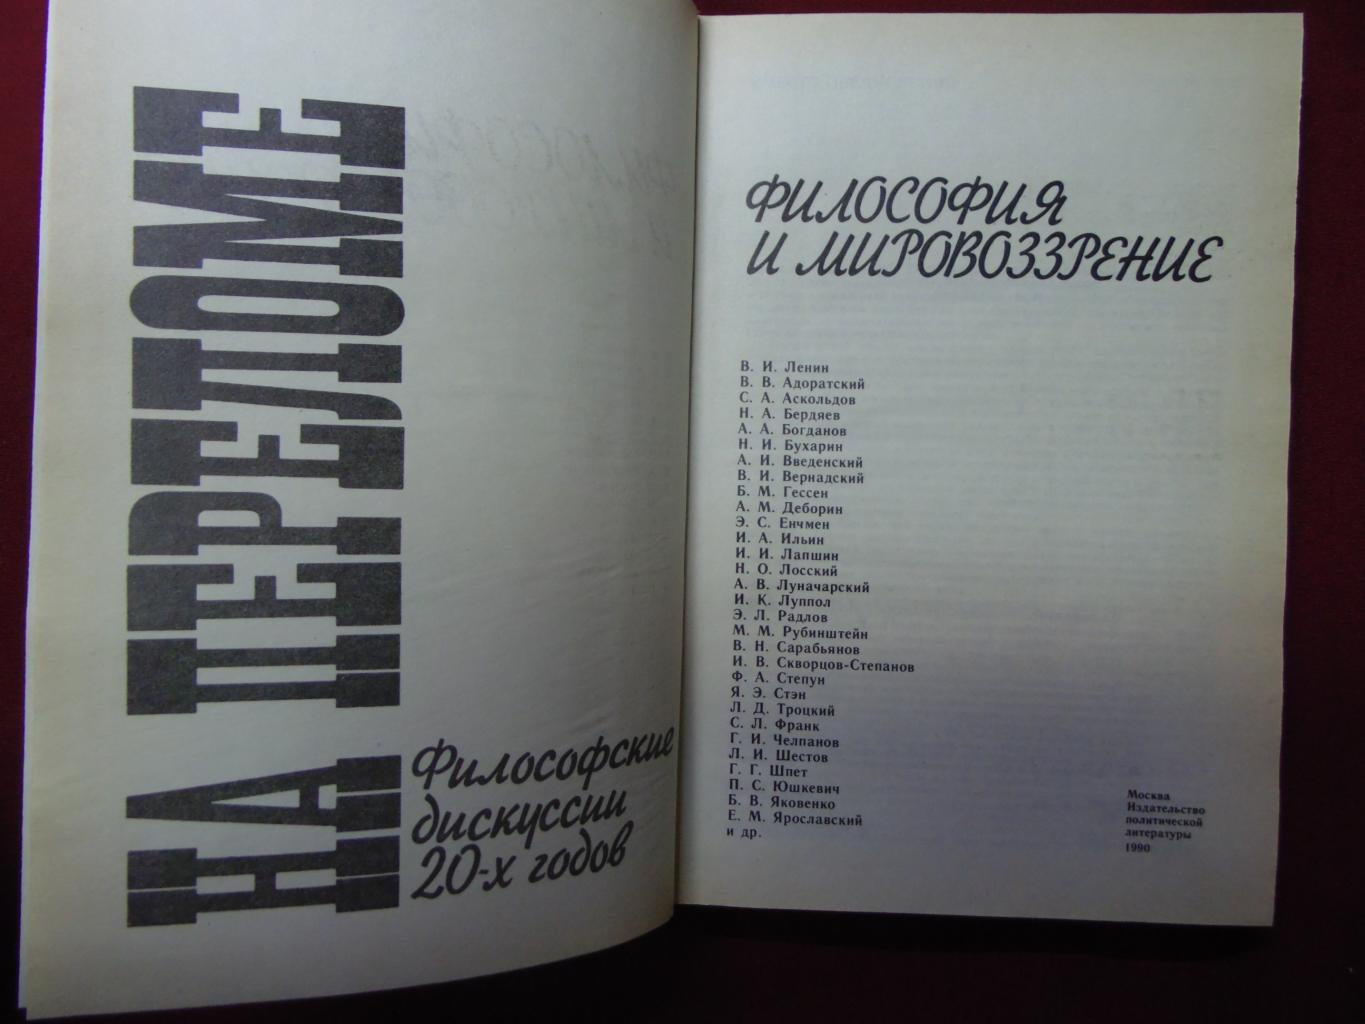 НА ПЕРЕЛОМЕ
Философские
дискуссии
20-х годов
ФИЛОСОФИЯ
И МИРОВОЗЗРЕНИЕ
В. И. Ленин
В. В. Адоратский
С. А. Аскольдов
Н. А. Бердяев
А. А. Богданов
Н. И. Бухарин
А. И. Введенский
В. И. Вернадский
Б. М. Гессен
А. М. Деборин
Э. С. Енчмен
И. А. Ильин
И. И. Лапшин
Н. О. Лосский
А. В. Луначарский
И. К. Луппол
Э. Л. Радлов
М. М. Рубинштейн
В. Н. Сарабьянов
И. В. Скворцов-Степанов
Ф. А. Степун
Я. Э. Стэн
Л. Д. Троцкий
С. Л. Франк
Г. И. Челпанов
Л. И. Шестов
Г. Г. Шпет
П. С. Юшкевич
Б. В. Яковенко
Е. М. Ярославский
и др.
Москва
Издательство
политической
литературы
1990